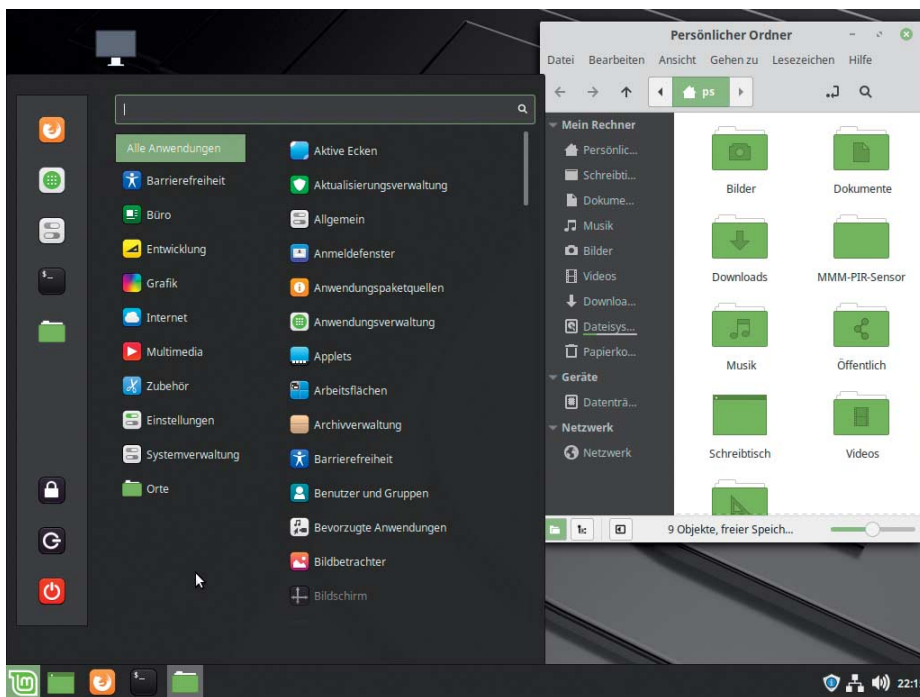 Persönlicher Ordner
Datei Bearbeiten Ansicht Gehen zu Lesezeichen Hilfe
ps
Mein Rechner
Persönlic...
Schreibti...
Dokume...
Musik
Bilder
Videos
Downloa...
Dateisys...
Papierko...
Geräte
Datenträ...
Netzwerk
Netzwerk
Bilder Dokumente
Downloads MMM-PIR-Sensor
Musik Öffentlich
Schreibtisch Videos
9 Objekte, freier Speich...
Alle Anwendungen
Barrierefreiheit
Büro
Entwicklung
Grafik
Internet
Multimedia
Zubehör
Einstellungen
Systemverwaltung
Orte
Aktive Ecken
Aktualisierungsverwaltung
Allgemein
Anmeldefenster
Anwendungspaketquellen
Anwendungsverwaltung
Applets
Arbeitsflächen
Archivverwaltung
Barrierefreiheit
Benutzer und Gruppen
Bevorzugte Anwendungen
Bildbetrachter
Bildschirm